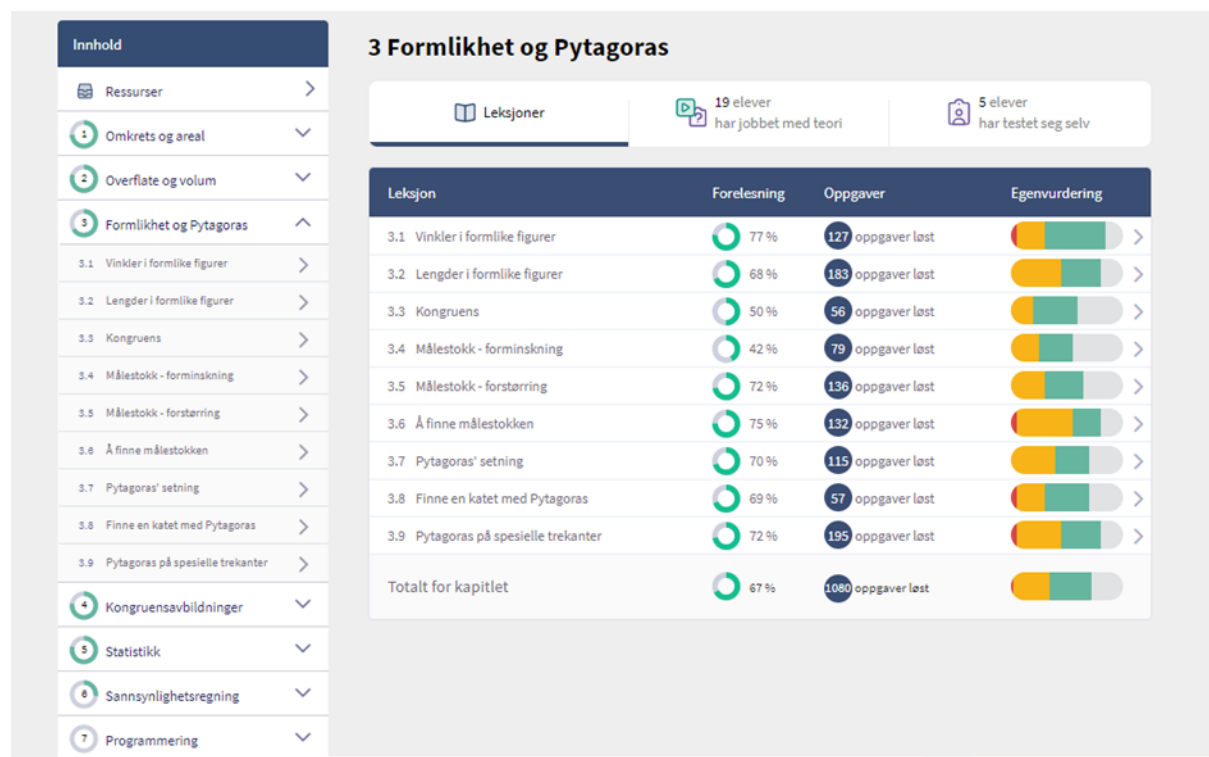 Innhold
Ressurser
1 Omkrets og areal
2 Overflate og volum
3 Formlikhet og Pytagoras
3.1 Vinkler i formlike figurer
3.2 Lengder i formlike figurer
3.3 Kongruens
3.4 Målestokk - forminskning
3.5 Målestokk - forstørring
3.6 Å finne målestokken
3.7 Pytagoras' setning
3.8 Finne en katet med Pytagoras
3.9 Pytagoras på spesielle trekanter
4 Kongruensavbildninger
5 Statistikk
6 Sannsynlighetsregning
7 Programmering
3 Formlikhet og Pytagoras
Leksjoner
19 elever
har jobbet med teori
5 elever
har testet seg selv
Leksjon Forelesning Oppgaver Egenvurdering
3.1 Vinkler i formlike figurer 77 % 127 oppgaver løst
3.2 Lengder i formlike figurer 68 % 183 oppgaver løst
3.3 Kongruens 50 % 56 oppgaver løst
3.4 Målestokk - forminskning 42 % 79 oppgaver løst
3.5 Målestokk - forstørring 72 % 136 oppgaver løst
3.6 Å finne målestokken 75 % 132 oppgaver løst
3.7 Pytagoras' setning 70 % 115 oppgaver løst
3.8 Finne en katet med Pytagoras 69 % 57 oppgaver løst
3.9 Pytagoras på spesielle trekanter 72 % 195 oppgaver løst
Totalt for kapitlet 67 % 1080 oppgaver løst